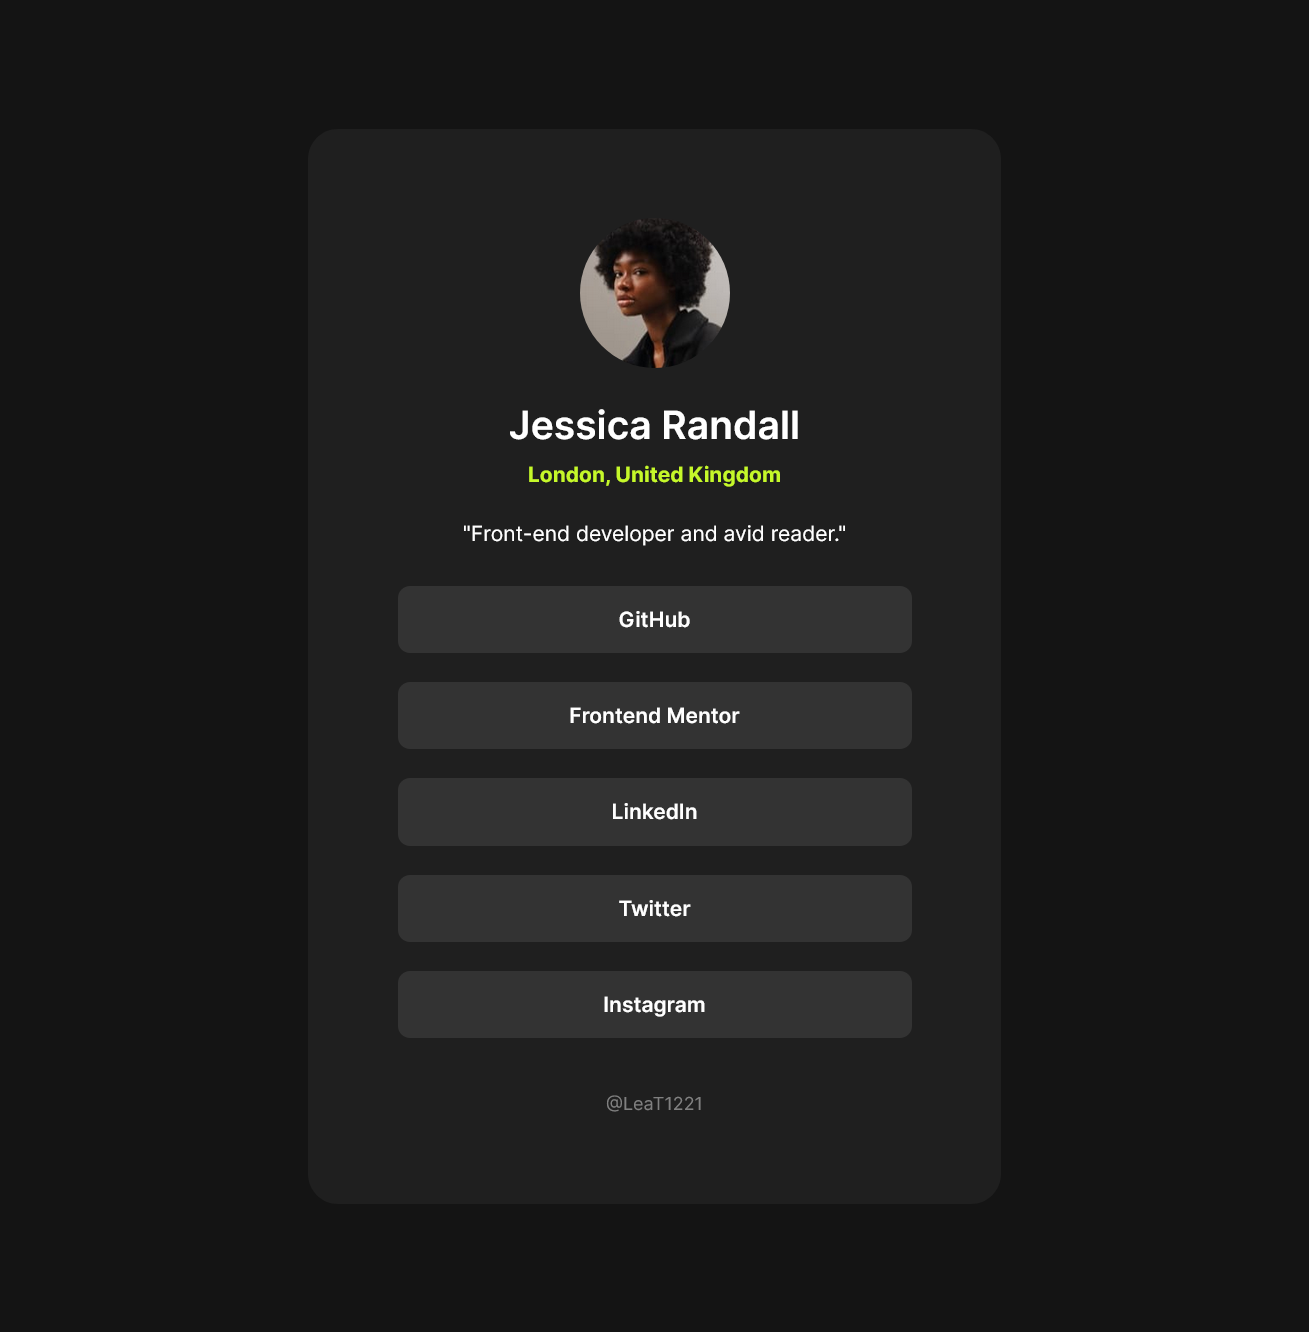 Jessica Randall
London, United Kingdom
"Front-end developer and avid reader."
GitHub
Frontend Mentor
LinkedIn
Twitter
Instagram
@LeaT1221